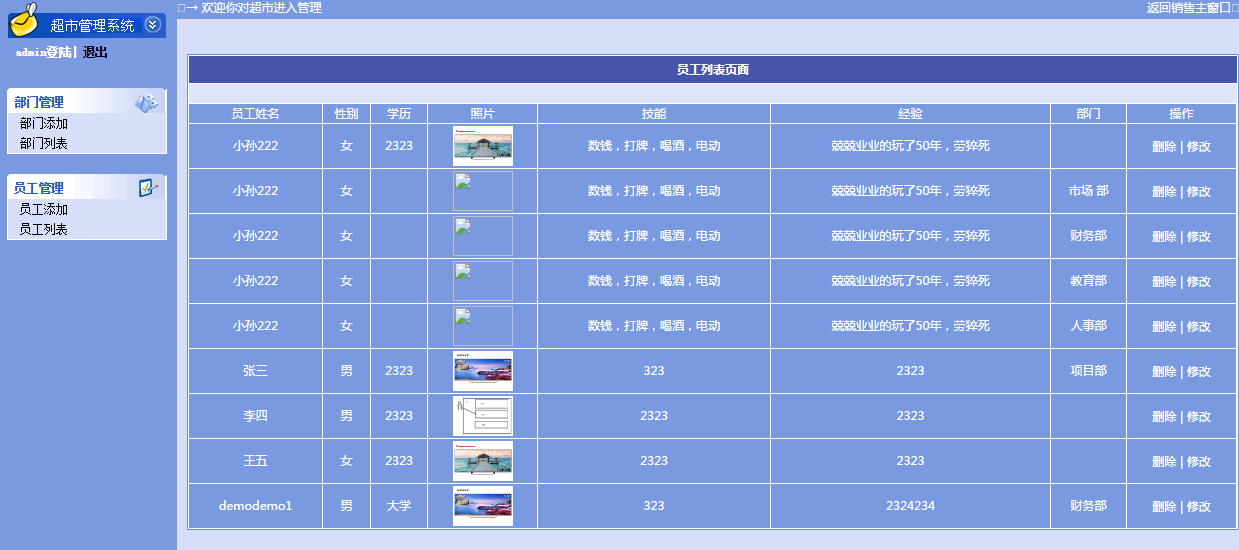 □→ 欢迎你对超市进入管理 返回销售主窗口□
超市管理系统
admin登陆| 退出
部门管理
部门添加
部门列表
员工管理
员工添加
员工列表
员工列表页面
员工姓名 性别 学历 照片 技能 经验 部门 操作
小孙222 女 2323 数钱，打牌，喝酒，电动 兢兢业业的玩了50年，劳猝死 删除 | 修改
小孙222 女 数钱，打牌，喝酒，电动 兢兢业业的玩了50年，劳猝死 市场 部 删除 | 修改
小孙222 女 数钱，打牌，喝酒，电动 兢兢业业的玩了50年，劳猝死 财务部 删除 | 修改
小孙222 女 数钱，打牌，喝酒，电动 兢兢业业的玩了50年，劳猝死 教育部 删除 | 修改
小孙222 女 数钱，打牌，喝酒，电动 兢兢业业的玩了50年，劳猝死 人事部 删除 | 修改
张三 男 2323 323 2323 项目部 删除 | 修改
李四 男 2323 2323 2323 删除 | 修改
王五 女 2323 2323 2323 删除 | 修改
demodemo1 男 大学 323 2324234 财务部 删除 | 修改